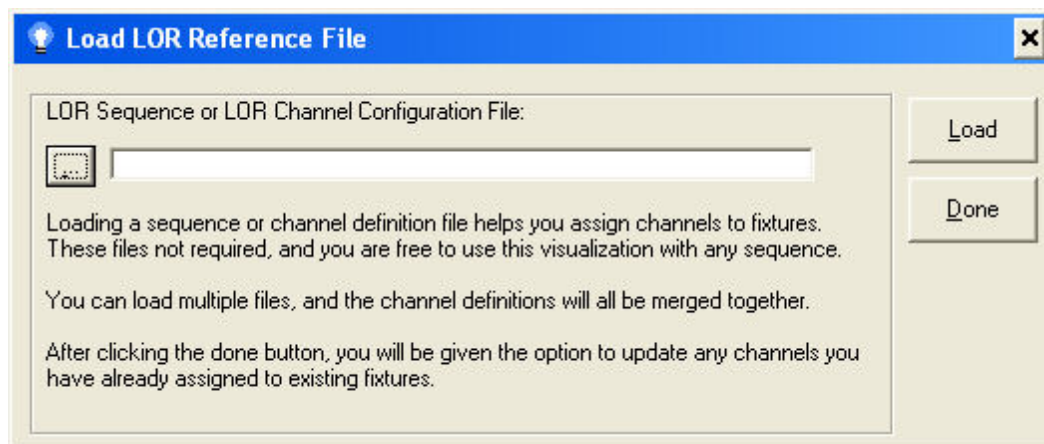 Load LOR Reference File
LOR Sequence or LOR Channel Configuration File:
Load
...
Done
Loading a sequence or channel definition file helps you assign channels to fixtures.
These files not required, and you are free to use this visualization with any sequence.
You can load multiple files, and the channel definitions will all be merged together.
After clicking the done button, you will be given the option to update any channels you
have already assigned to existing fixtures.